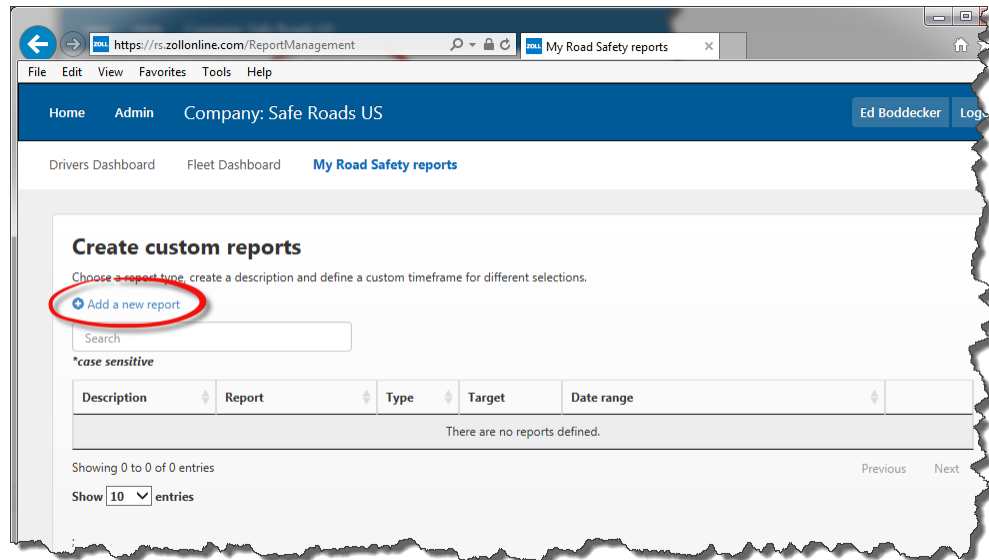 https://rs.zollonline.com/ReportManagement
ZOLL My Road Safety reports
File Edit View Favorites Tools Help
Home Admin Company: Safe Roads US Ed Boddecker
Drivers Dashboard Fleet Dashboard My Road Safety reports
Create custom reports
Choose a report type, create a description and define a custom timeframe for different selections.
Add a new report
Search
*case sensitive
Description Report Type Target Date range
There are no reports defined.
Showing 0 to 0 of 0 entries Previous Next
Show 10 entries